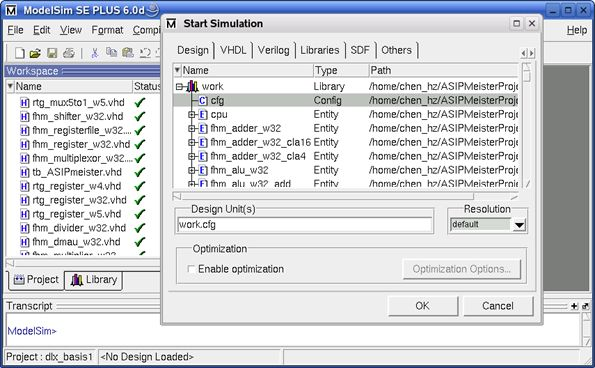 ModelSim SE PLUS 6.0d
File Edit View Format Compi
Help
Workspace
Name Status
rtg_mux5to1_w5.vhd
fhm_shifter_w32.vhd
fhm_registerfile_w32....
fhm_register_w32.vhd
fhm_multiplexor_w32....
tb_ASIPmeister.vhd
rtg_register_w4.vhd
rtg_register_w32.vhd
rtg_register_w5.vhd
fhm_divider_w32.vhd
fhm_dmau_w32.vhd
fhm_multiplier_w32.vhd
Project Library
Start Simulation
Design VHDL Verilog Libraries SDF Others
Name Type Path
work Library /home/chen_hz/ASIPMeisterProje
cfg Config /home/chen_hz/ASIPMeisterProje
cpu Entity /home/chen_hz/ASIPMeisterProje
fhm_adder_w32 Entity /home/chen_hz/ASIPMeisterProje
fhm_adder_w32_cla16 Entity /home/chen_hz/ASIPMeisterProje
fhm_adder_w32_cla4 Entity /home/chen_hz/ASIPMeisterProje
fhm_alu_w32 Entity /home/chen_hz/ASIPMeisterProje
fhm_alu_w32_add Entity /home/chen_hz/ASIPMeisterProje
Design Unit(s)
work.cfg
Resolution
default
Optimization
Enable optimization
Optimization Options...
OK Cancel
Transcript
ModelSim>
Project : dlx_basis1 <No Design Loaded>